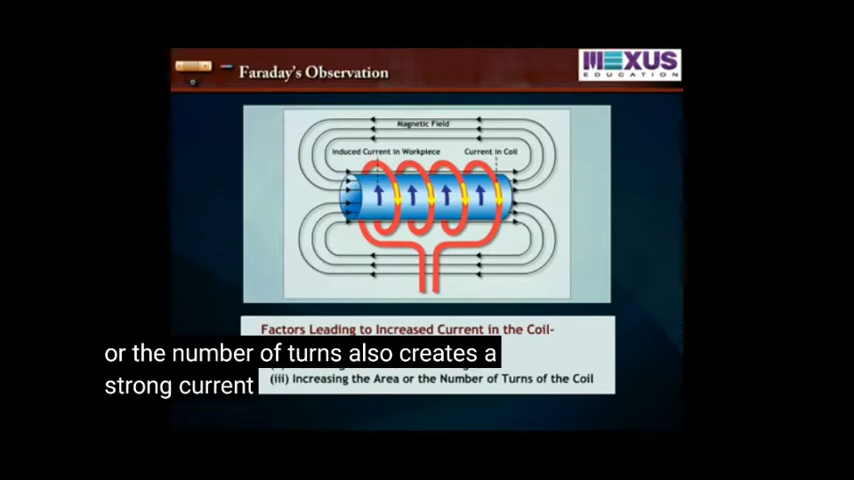 Faraday's Observation
MEXUS
EDUCATION
Magnetic Field
Induced Current in Workpiece
Current in Coil
Factors Leading to Increased Current in the Coil-
or the number of turns also creates a
strong current
(iii) Increasing the Area or the Number of Turns of the Coil